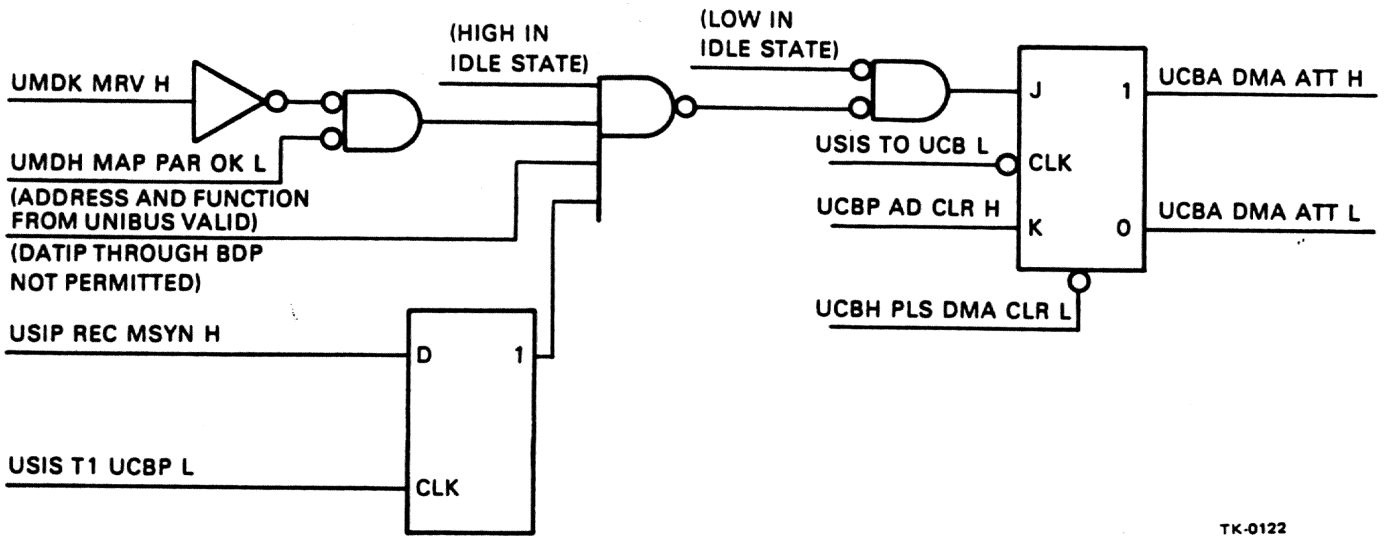 (HIGH IN
IDLE STATE)
(LOW IN
IDLE STATE)
UMDK MRV H
UMDH MAP PAR OK L
(ADDRESS AND FUNCTION
FROM UNIBUS VALID)
(DATIP THROUGH BDP
NOT PERMITTED)
USIP REC MSYN H
D 1
USIS T1 UCBP L
CLK
J 1
UCBA DMA ATT H
USIS TO UCB L
CLK
UCBP AD CLR H
K 0
UCBA DMA ATT L
UCBH PLS DMA CLR L
TK-0122